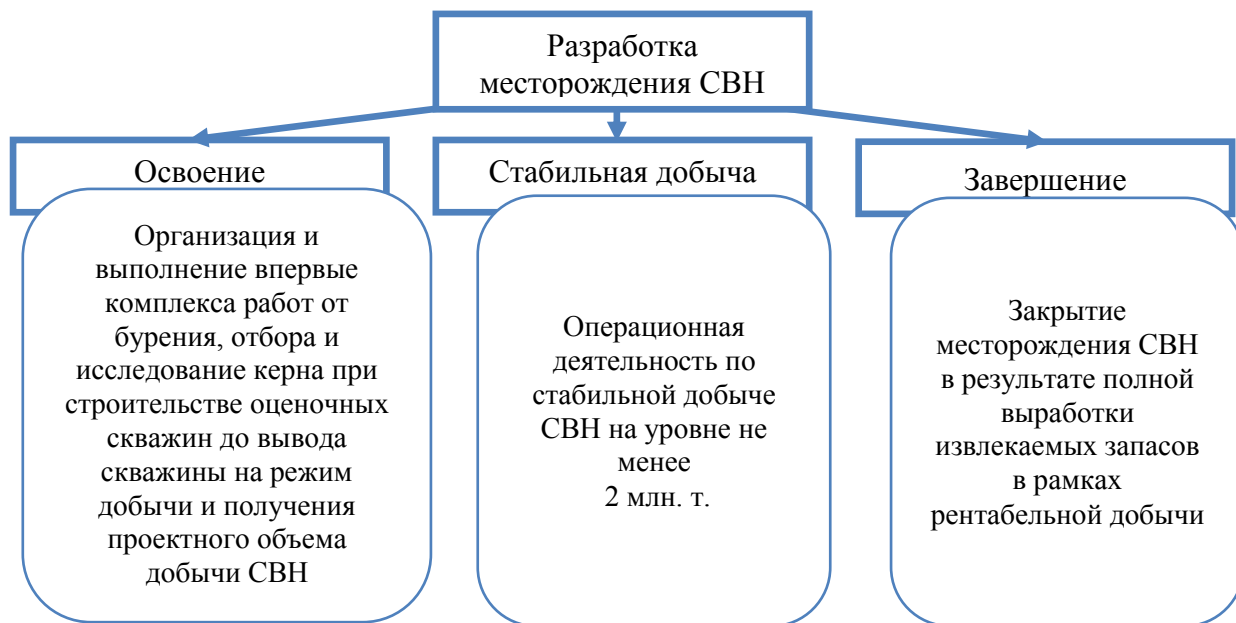 Разработка
месторождения СВН
Освоение
Организация и
выполнение впервые
комплекса работ от
бурения, отбора и
исследование керна при
строительстве оценочных
скважин до вывода
скважины на режим
добычи и получения
проектного объема
добычи СВН
Стабильная добыча
Операционная
деятельность по
стабильной добыче
СВН на уровне не
менее
2 млн. т.
Завершение
Закрытие
месторождения СВН
в результате полной
выработки
извлекаемых запасов
в рамках
рентабельной добычи